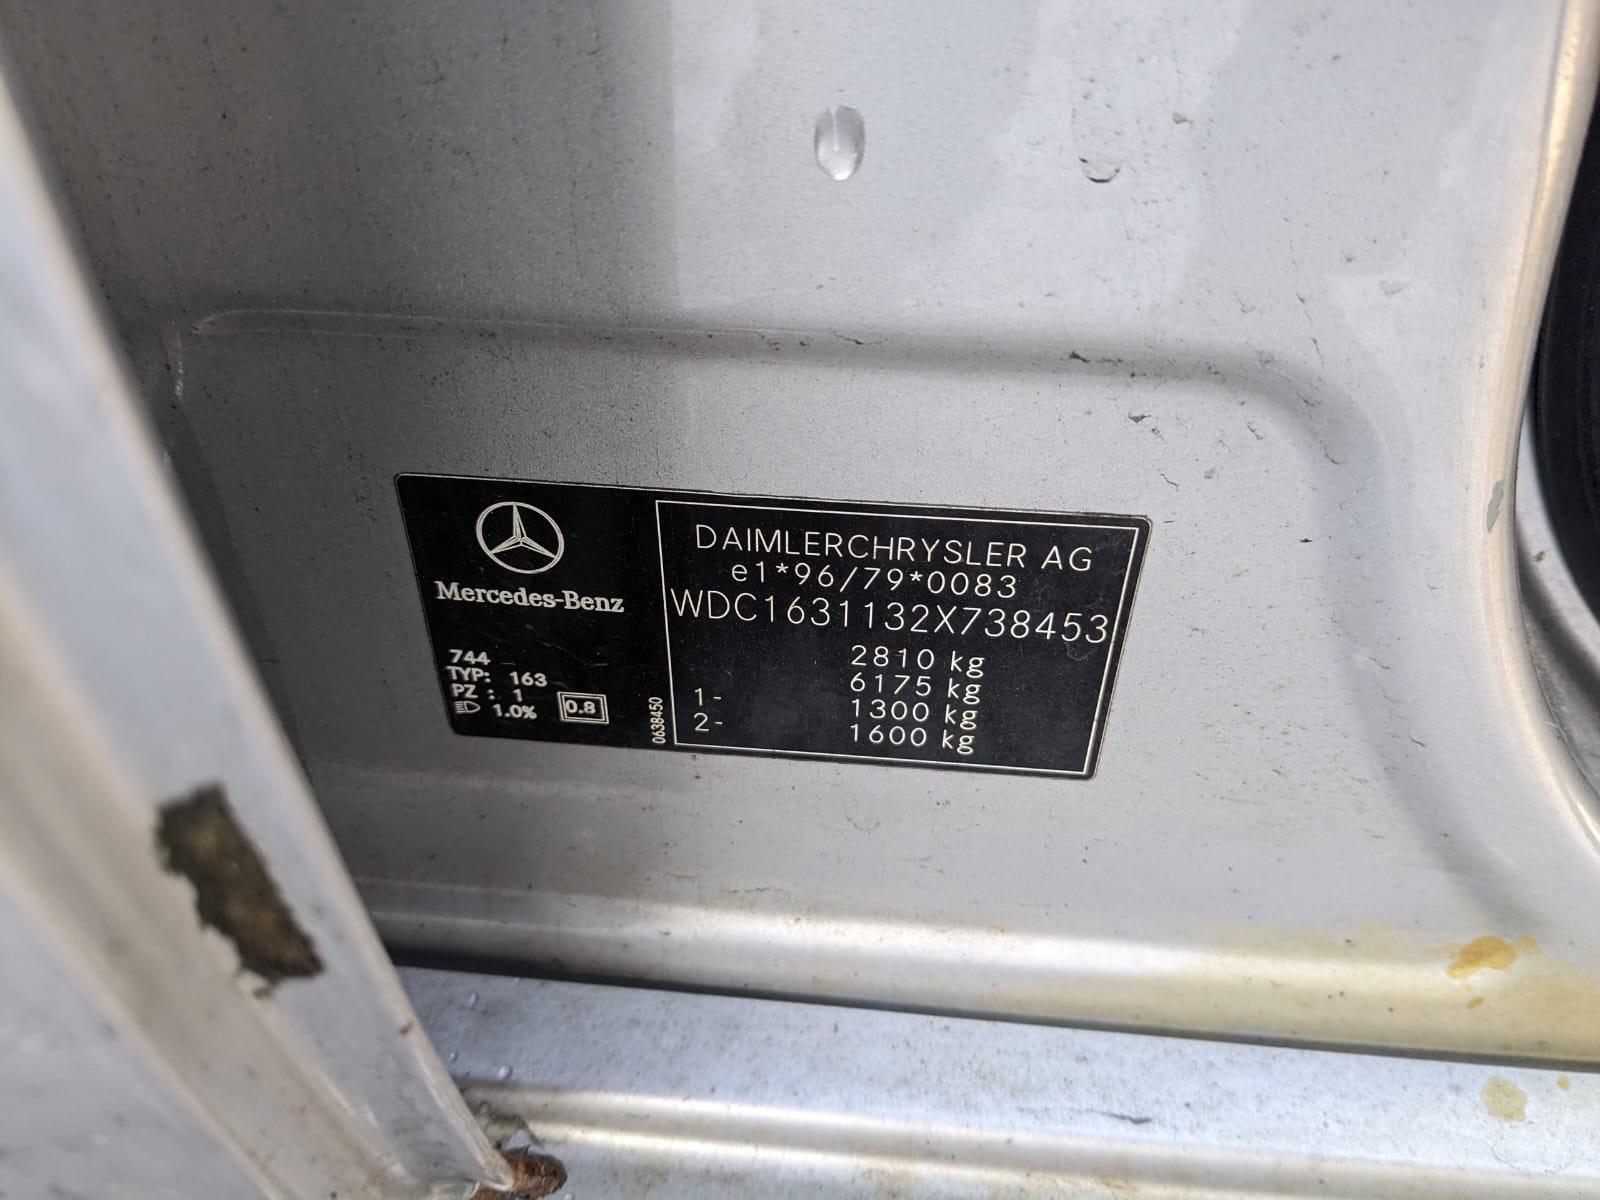 Mercedes-Benz
744
TYP: 163
PZ : 1
1.0%
0.8
0638450
DAIMLERCHRYSLER AG
e1*96/79*0083
WDC1631132X738453
2810 kg
6175 kg
1- 1300 kg
2- 1600 kg